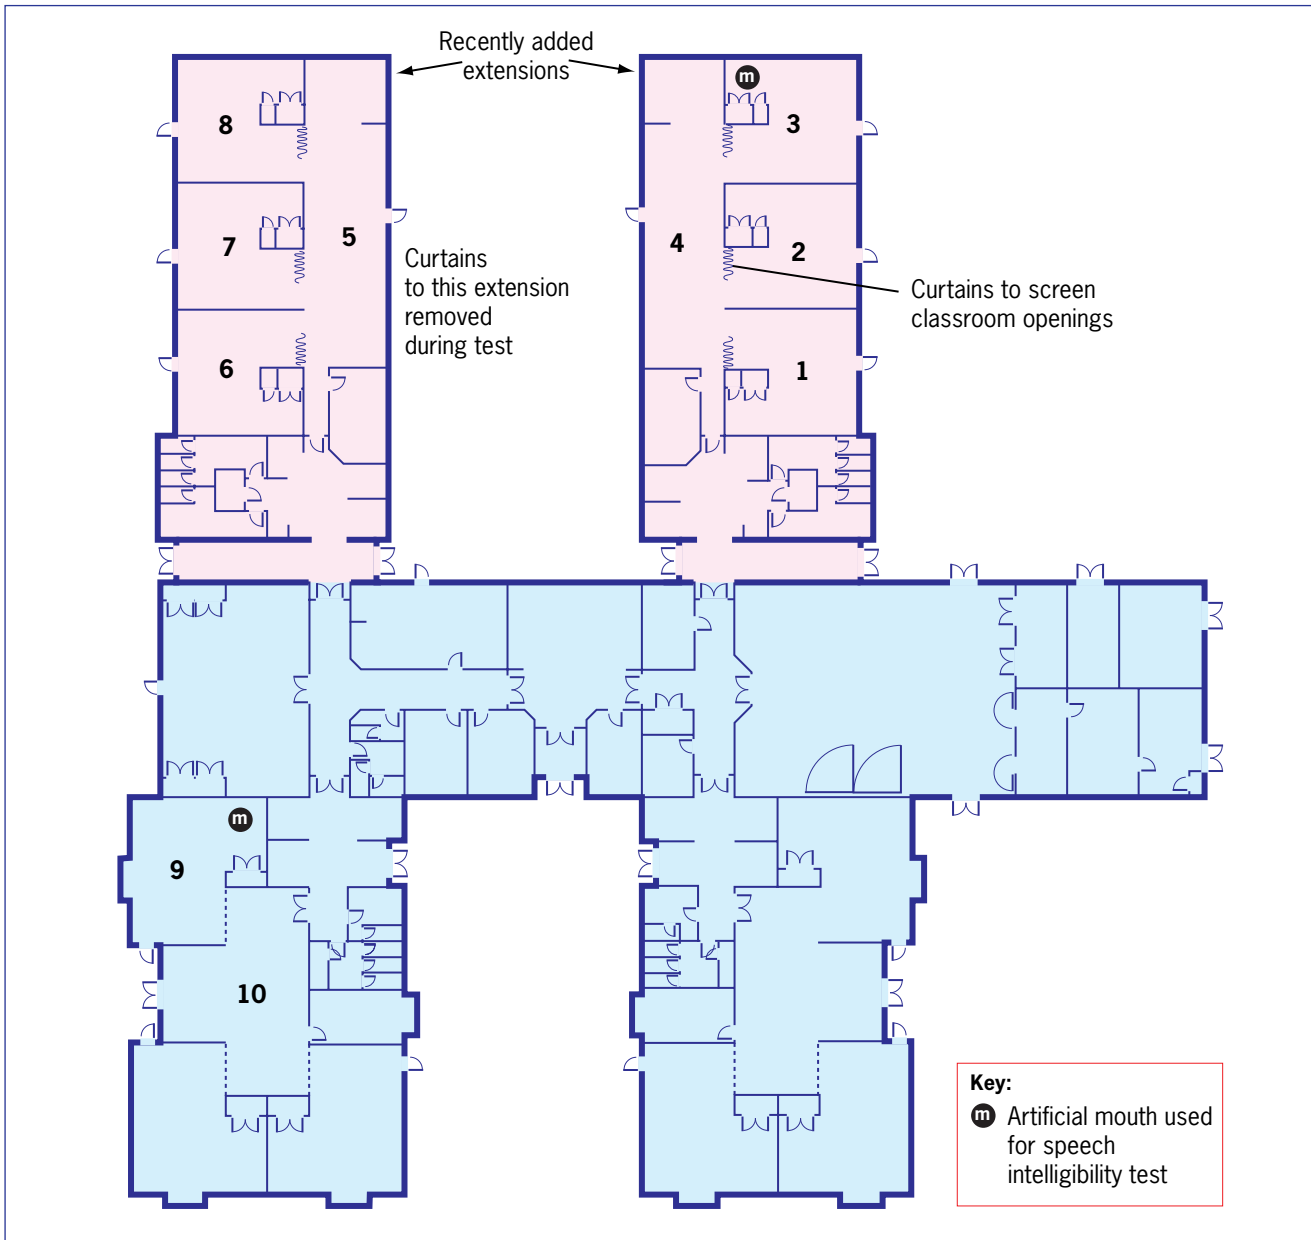 Recently added
extensions
m
8
3
7
5
4
2
Curtains
to this extension
removed
during test
Curtains to screen
classroom openings
6
1
m
9
10
Key:
m Artificial mouth used
for speech
intelligibility test